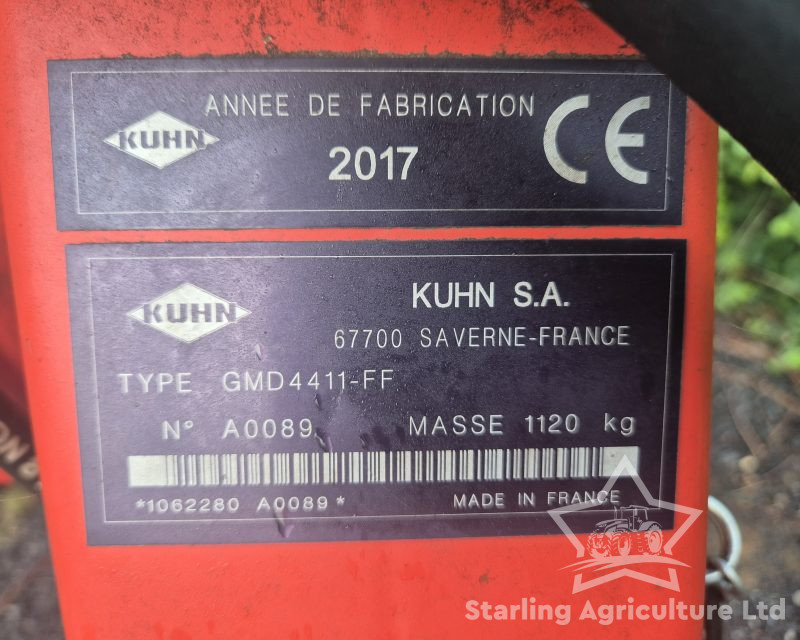 KUHN
ANNEE DE FABRICATION
2017
CE
KUHN
KUHN S.A.
67700 SAVERNE-FRANCE
TYPE GMD4411-FF
N° A0089
MASSE 1120 kg
*1062280 A0089*
MADE IN FRANCE
Starling Agriculture Ltd